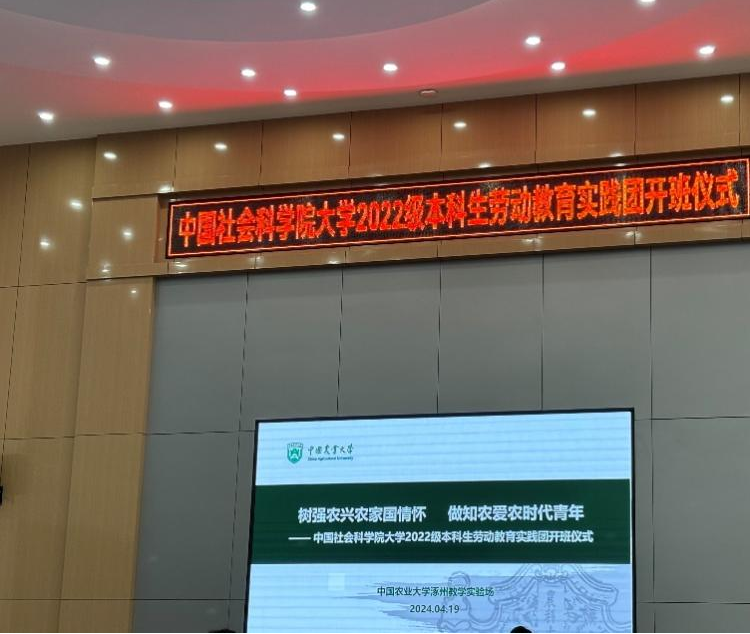 中国社会科学院大学2022级本科生劳动教育实践团开班仪式
中国农业大学
China Agricultural University
树强农兴农家国情怀 做知农爱农时代青年
—— 中国社会科学院大学2022级本科生劳动教育实践团开班仪式
中国农业大学涿州教学实验场
2024.04.19